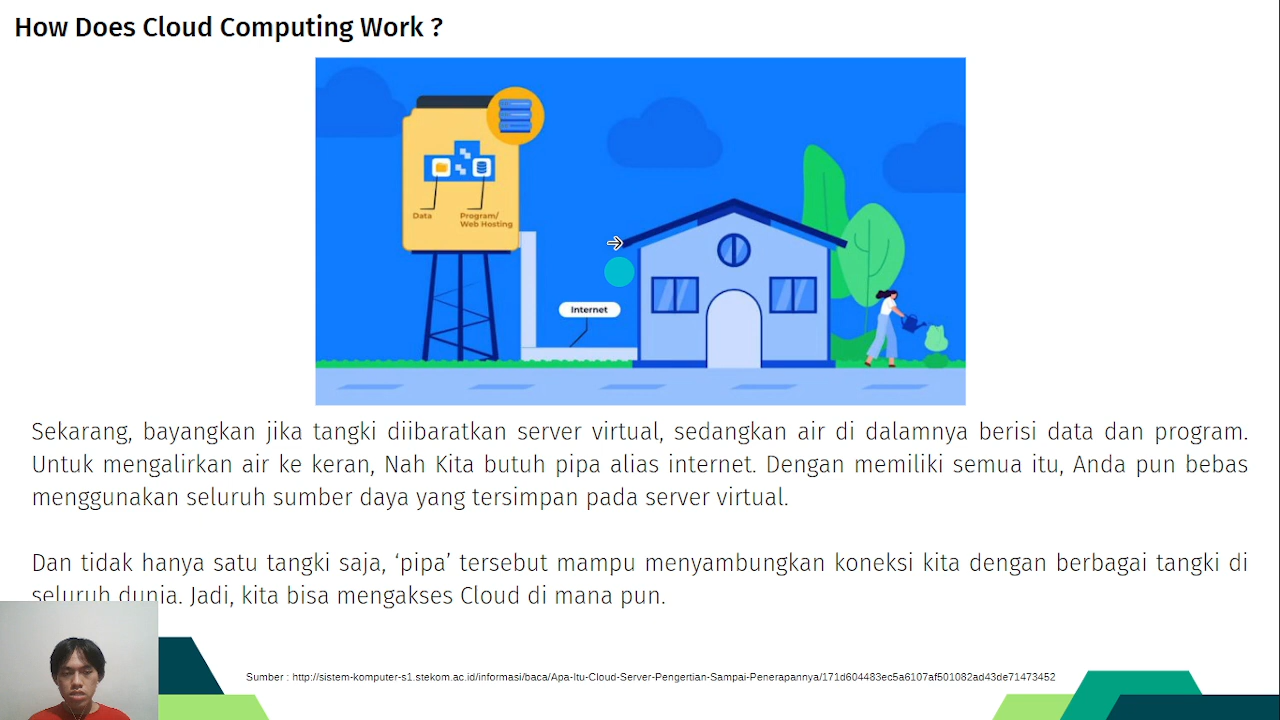 How Does Cloud Computing Work ?
Data
Program/
Web Hosting
Internet
Sekarang, bayangkan jika tangki diibaratkan server virtual, sedangkan air di dalamnya berisi data dan program.
Untuk mengalirkan air ke keran, Nah Kita butuh pipa alias internet. Dengan memiliki semua itu, Anda pun bebas
menggunakan seluruh sumber daya yang tersimpan pada server virtual.
Dan tidak hanya satu tangki saja, ‘pipa’ tersebut mampu menyambungkan koneksi kita dengan berbagai tangki di
seluruh dunia. Jadi, kita bisa mengakses Cloud di mana pun.
Sumber : http://sistem-komputer-s1.stekom.ac.id/informasi/baca/Apa-Itu-Cloud-Server-Pengertian-Sampai-Penerapannya/171d604483ec5a6107af501082ad43de71473452